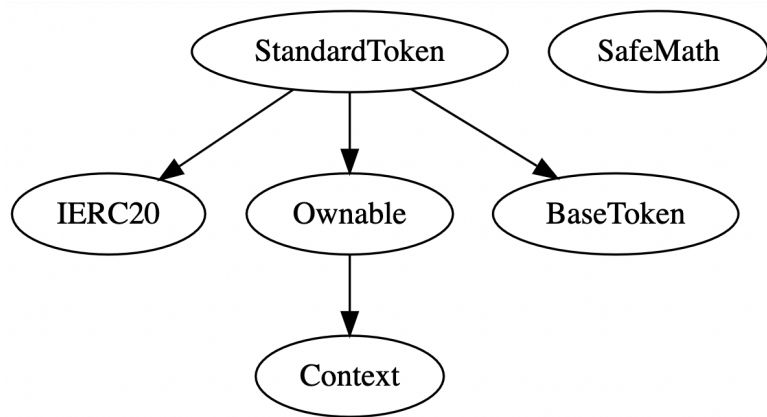 StandardToken
SafeMath
IERC20
Ownable
BaseToken
Context